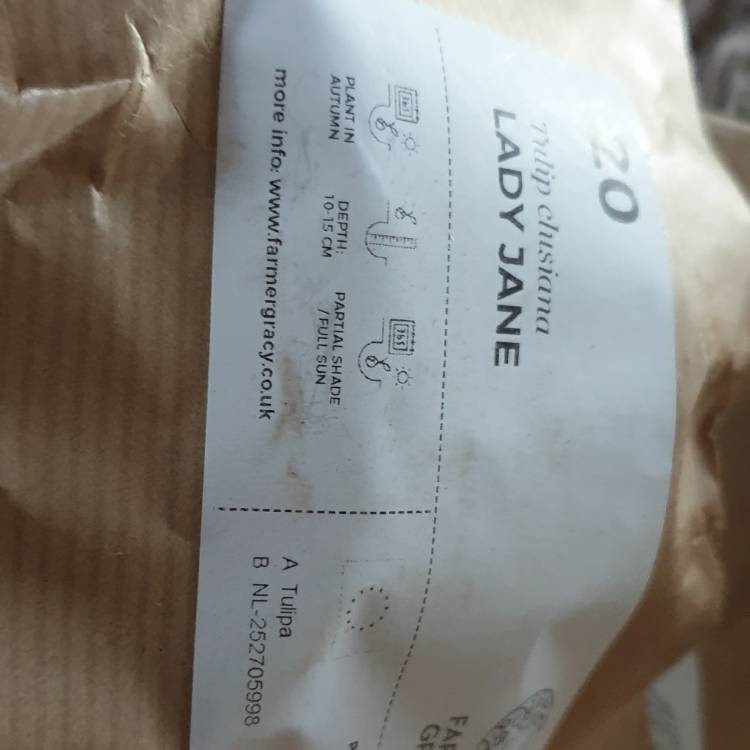 20
Tulip clusiana
LADY JANE
PLANT IN
AUTUMN
DEPTH:
10-15 CM
PARTIAL SHADE
/FULL SUN
more info: www.farmergracy.co.uk
A Tulipa
B NL-252705998